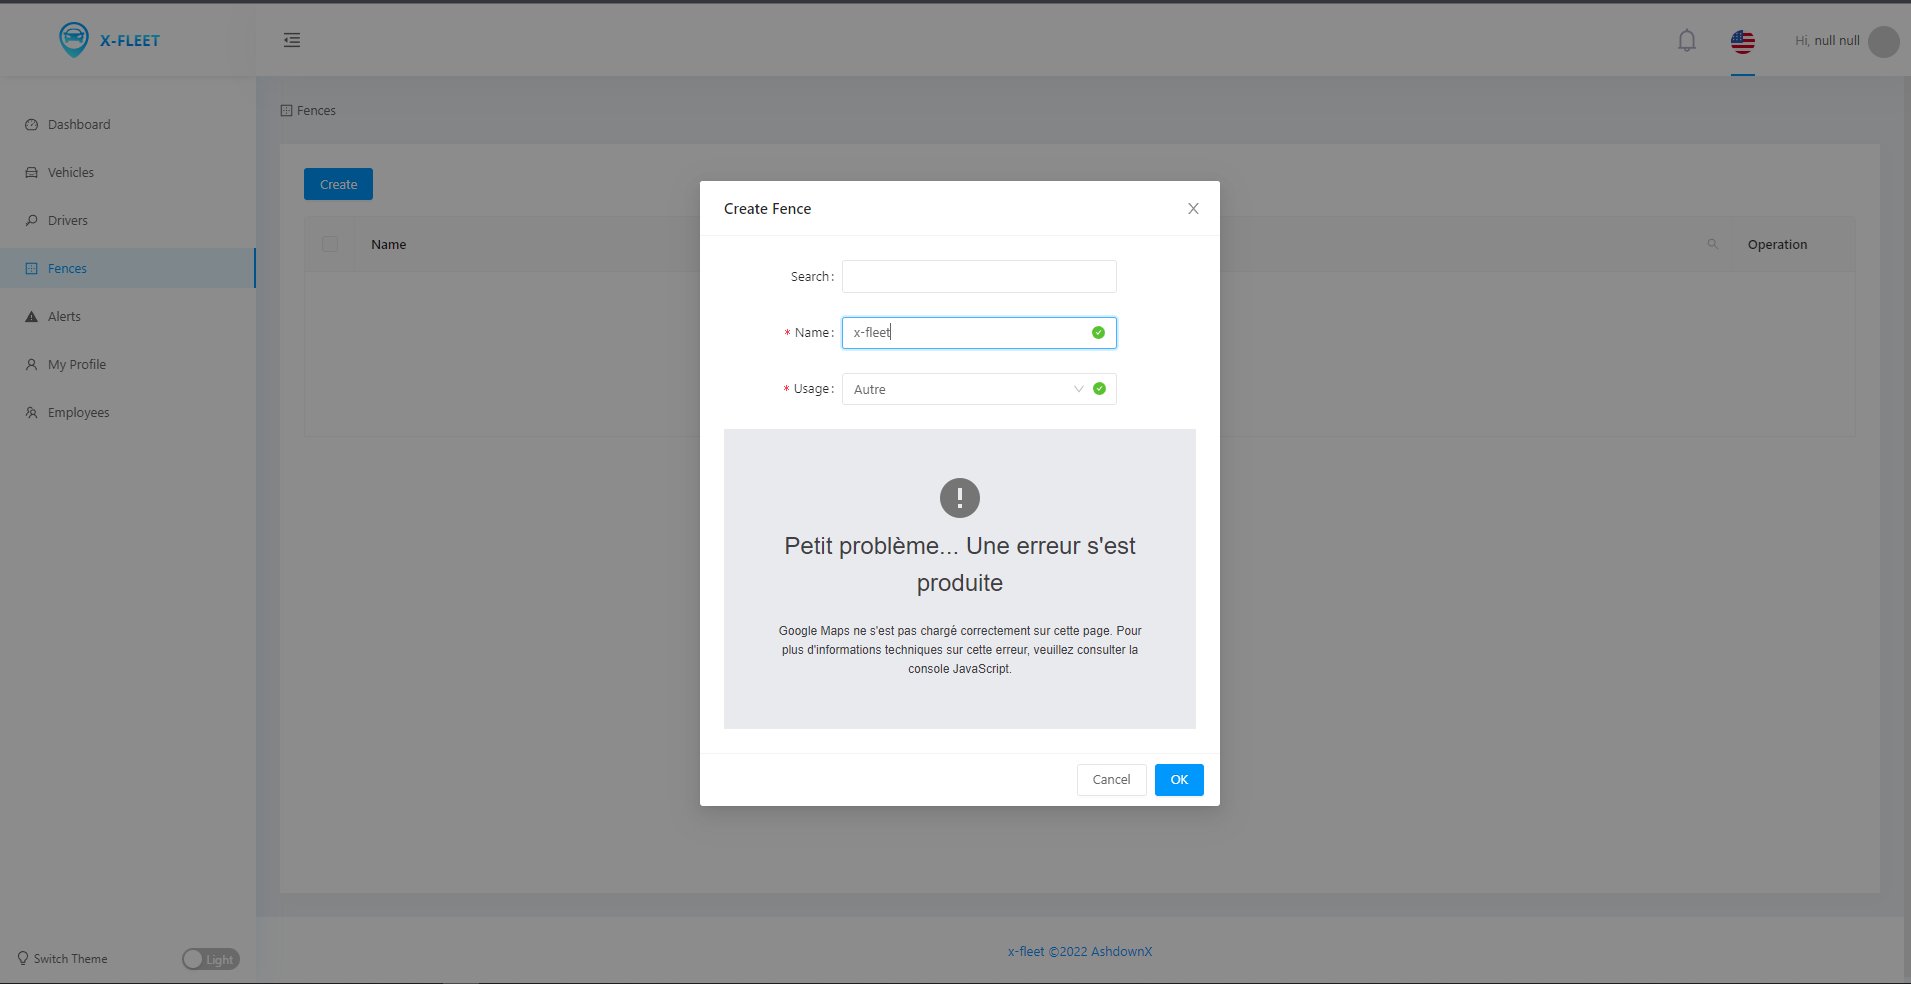 X-FLEET
Hi, null null
Fences
Dashboard
Vehicles
Drivers
Fences
Alerts
My Profile
Employees
Create
Name
Operation
Create Fence
Search :
* Name : x-fleet
* Usage : Autre
!
Petit problème... Une erreur s'est
produite
Google Maps ne s'est pas chargé correctement sur cette page. Pour
plus d'informations techniques sur cette erreur, veuillez consulter la
console JavaScript.
Cancel OK
Switch Theme Light
x-fleet ©2022 AshdownX